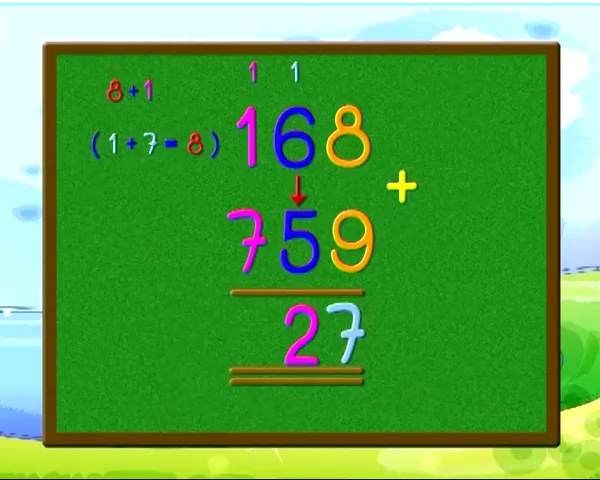 8+1 1 1
(1+7=8) 168
+
759
27